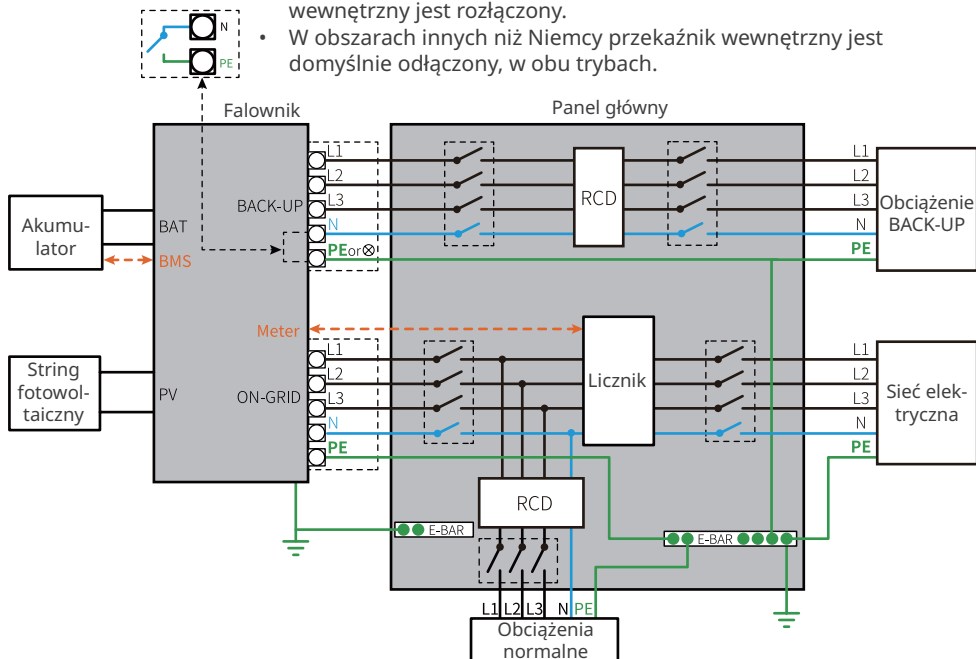 wewnętrzny jest rozłączony.
• W obszarach innych niż Niemcy przekaźnik wewnętrzny jest
domyślnie odłączony, w obu trybach.
N
PE
Falownik
Panel główny
L1
L2
L3
N
PEor⊗
BACK-UP
RCD
L1
L2
L3
N
PE
Obciążenie
BACK-UP
Akumu-
lator
BAT
BMS
Meter
L1
L2
L3
N
PE
ON-GRID
Licznik
L1
L2
L3
N
PE
Sieć elek-
tryczna
String
fotowol-
taiczny
PV
RCD
E-BAR
E-BAR
L1 L2 L3 N PE
Obciążenia
normalne